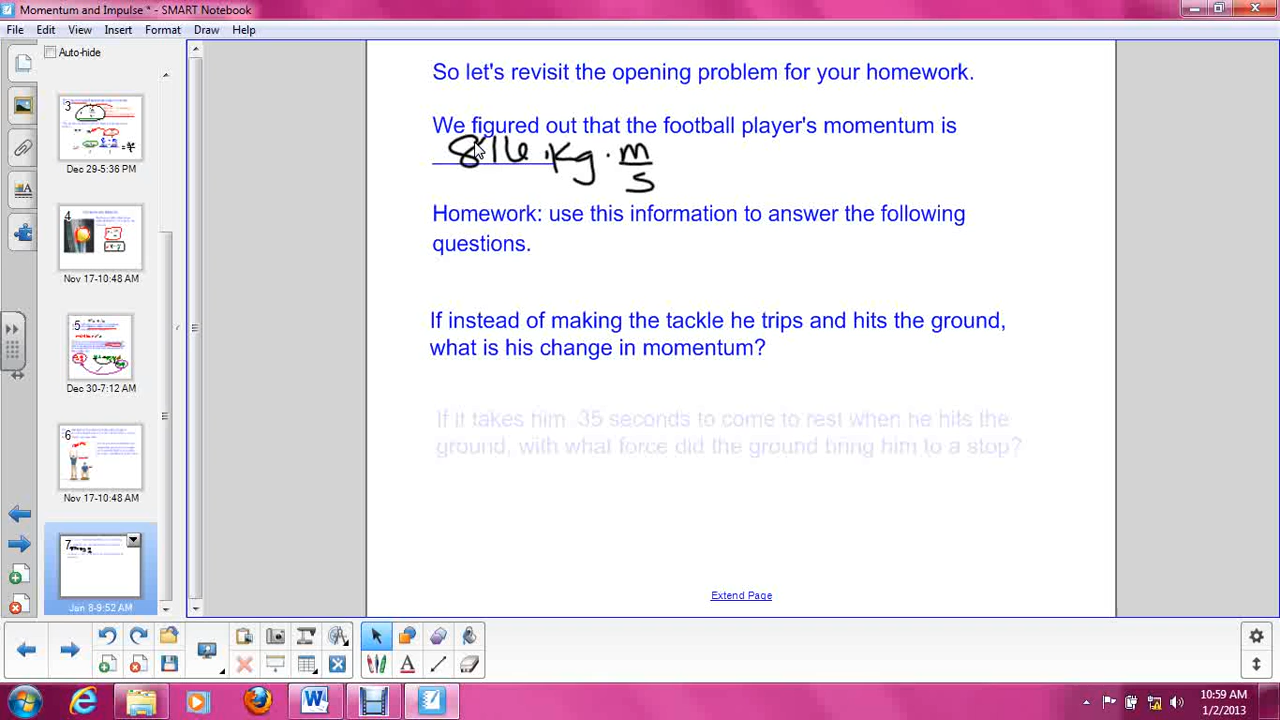 Momentum and Impulse * - SMART Notebook
File Edit View Insert Format Draw Help
Auto-hide
3
Dec 29-5:36 PM
4
Nov 17-10:48 AM
5
Dec 30-7:12 AM
6
Nov 17-10:48 AM
7
Jan 8-9:52 AM
So let's revisit the opening problem for your homework.
We figured out that the football player's momentum is
816 kg · m/s
Homework: use this information to answer the following
questions.
If instead of making the tackle he trips and hits the ground,
what is his change in momentum?
If it takes him .35 seconds to come to rest when he hits the
ground, with what force did the ground bring him to a stop?
Extend Page
10:59 AM
1/2/2013